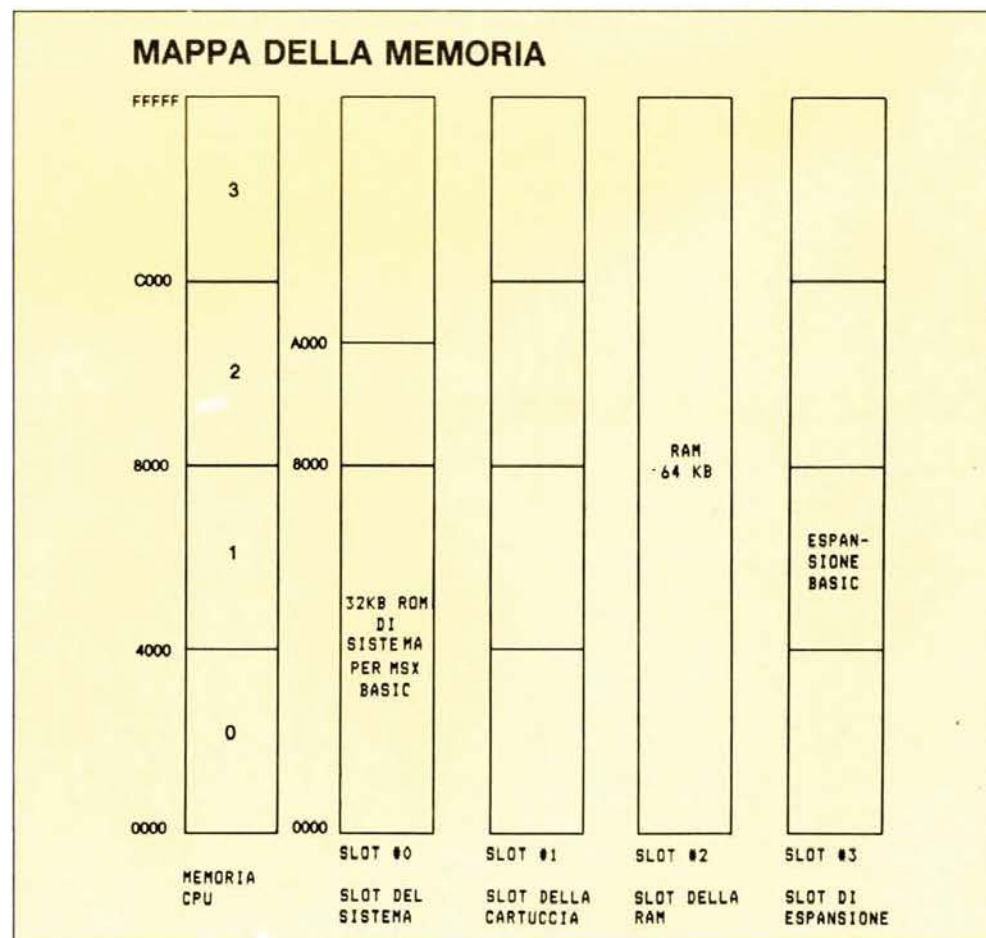 MAPPA DELLA MEMORIA
FFFFF
3
C000
2
A000
8000
8000
RAM
64 KB
1
ESPAN-
SIONE
BASIC
32KB ROM
DI
SISTEMA
PER MSX
BASIC
4000
0
0000
0000
MEMORIA
CPU
SLOT #0
SLOT DEL
SISTEMA
SLOT #1
SLOT DELLA
CARTUCCIA
SLOT #2
SLOT DELLA
RAM
SLOT #3
SLOT DI
ESPANSIONE